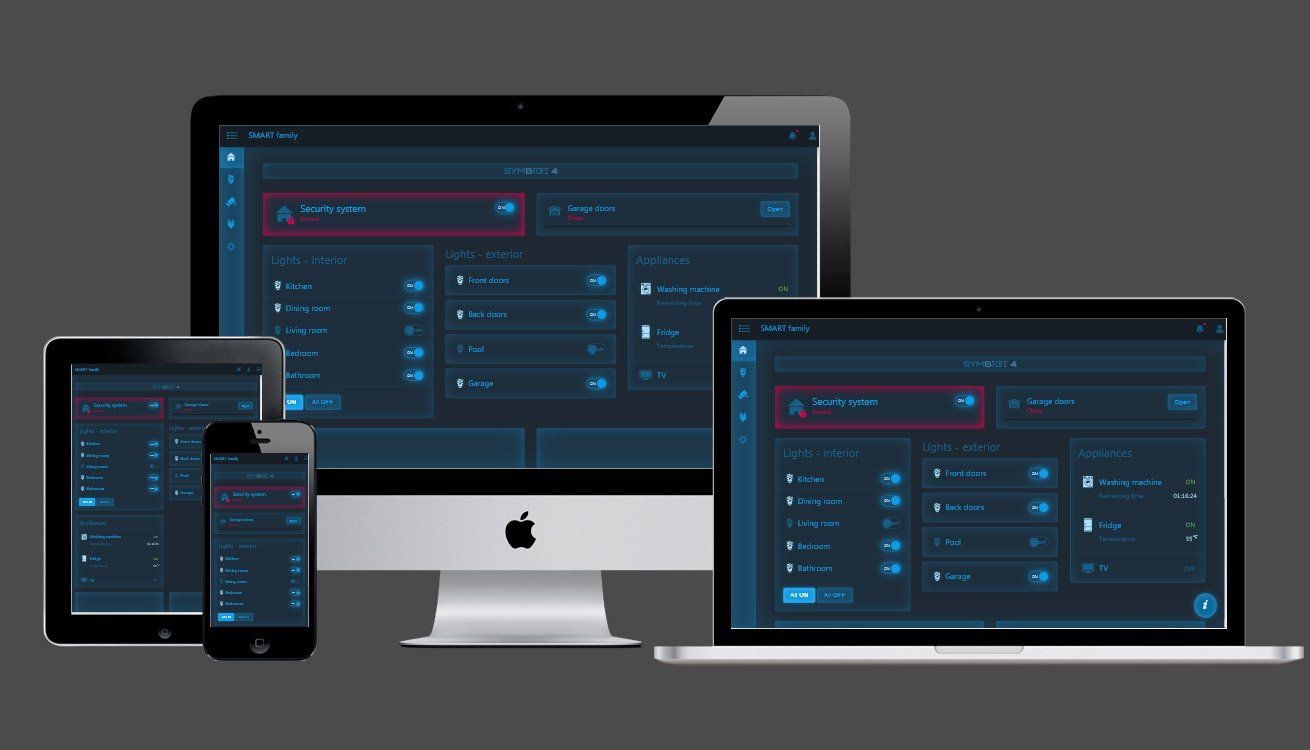 SMART family
SYMBIOT 4
Security system
ON
Armed
Garage doors
Close
Open
Lights - interior
Kitchen ON
Dining room ON
Living room OFF
Bedroom ON
Bathroom ON
ON All OFF
Lights - exterior
Front doors ON
Back doors ON
Pool OFF
Garage ON
Appliances
Washing machine ON
Remaining time
Fridge
Temperature
TV
SMART family
SYMBIOT 4
Security system
ON
Armed
Garage doors
Close
Open
Lights - interior
Kitchen ON
Dining room ON
Living room OFF
Bedroom ON
Bathroom ON
All ON All OFF
Lights - exterior
Front doors ON
Back doors ON
Pool OFF
Garage ON
Appliances
Washing machine ON
Remaining time 01:16:24
Fridge ON
Temperature 35°F
TV OFF
i
SMART family
SYMBIOT 4
Security system
Garage doors
Lights - interior
Kitchen
Dining room
Living room
Bedroom
Bathroom
All ON
Front doors
Back doors
Pool
Garage
Appliances
Washing machine
Fridge
TV
SMART family
SYMBIOT 4
Security system
Garage doors
Lights - interior
Kitchen
Dining room
Living room
Bedroom
Bathroom
All ON